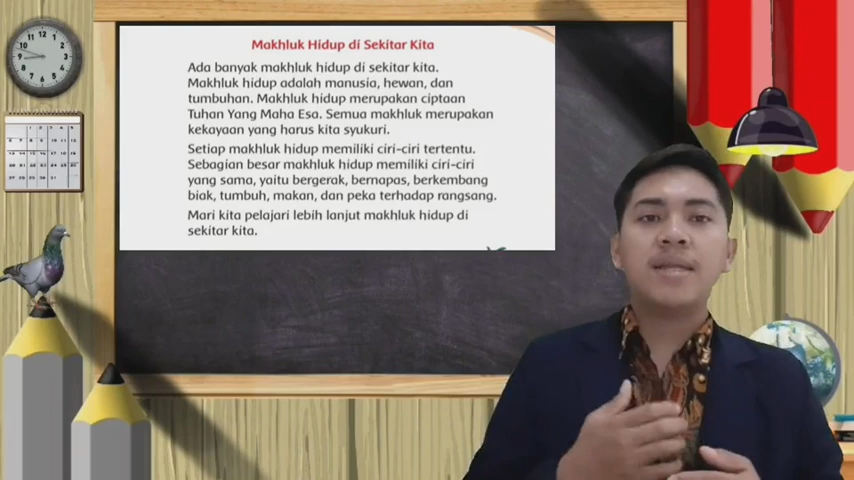 Makhluk Hidup di Sekitar Kita
Ada banyak makhluk hidup di sekitar kita.
Makhluk hidup adalah manusia, hewan, dan
tumbuhan. Makhluk hidup merupakan ciptaan
Tuhan Yang Maha Esa. Semua makhluk merupakan
kekayaan yang harus kita syukuri.
Setiap makhluk hidup memiliki ciri-ciri tertentu.
Sebagian besar makhluk hidup memiliki ciri-ciri
yang sama, yaitu bergerak, bernapas, berkembang
biak, tumbuh, makan, dan peka terhadap rangsang.
Mari kita pelajari lebih lanjut makhluk hidup di
sekitar kita.